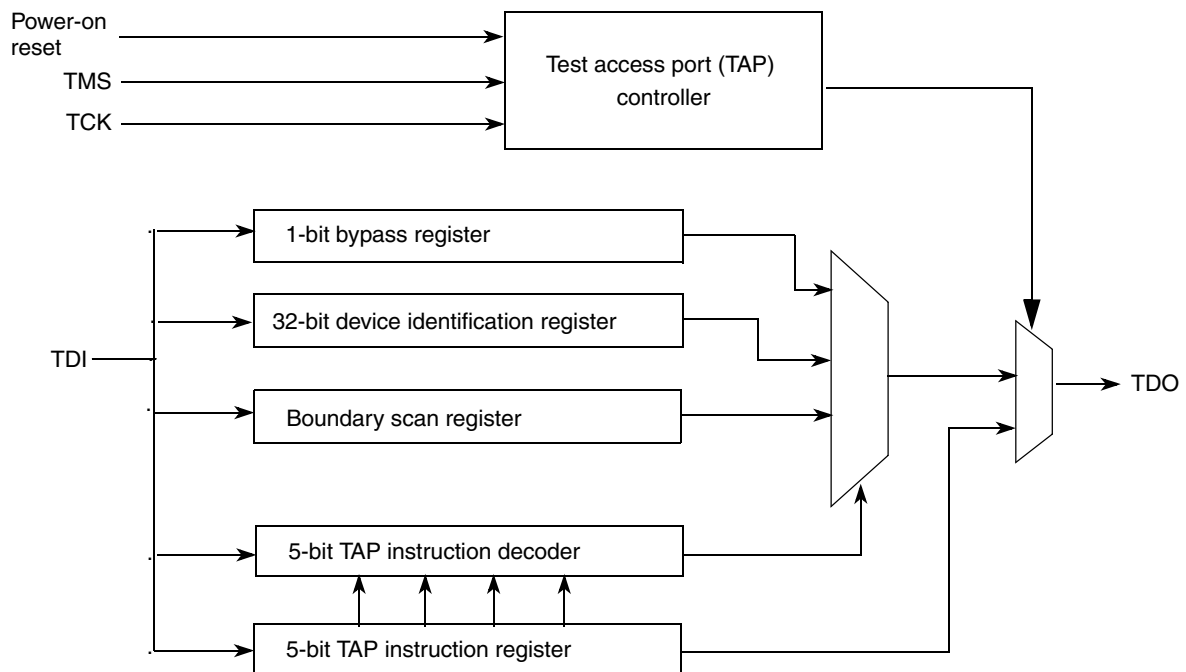 Power-on
reset
TMS
TCK
Test access port (TAP)
controller
1-bit bypass register
32-bit device identification register
TDI
Boundary scan register
TDO
5-bit TAP instruction decoder
5-bit TAP instruction register